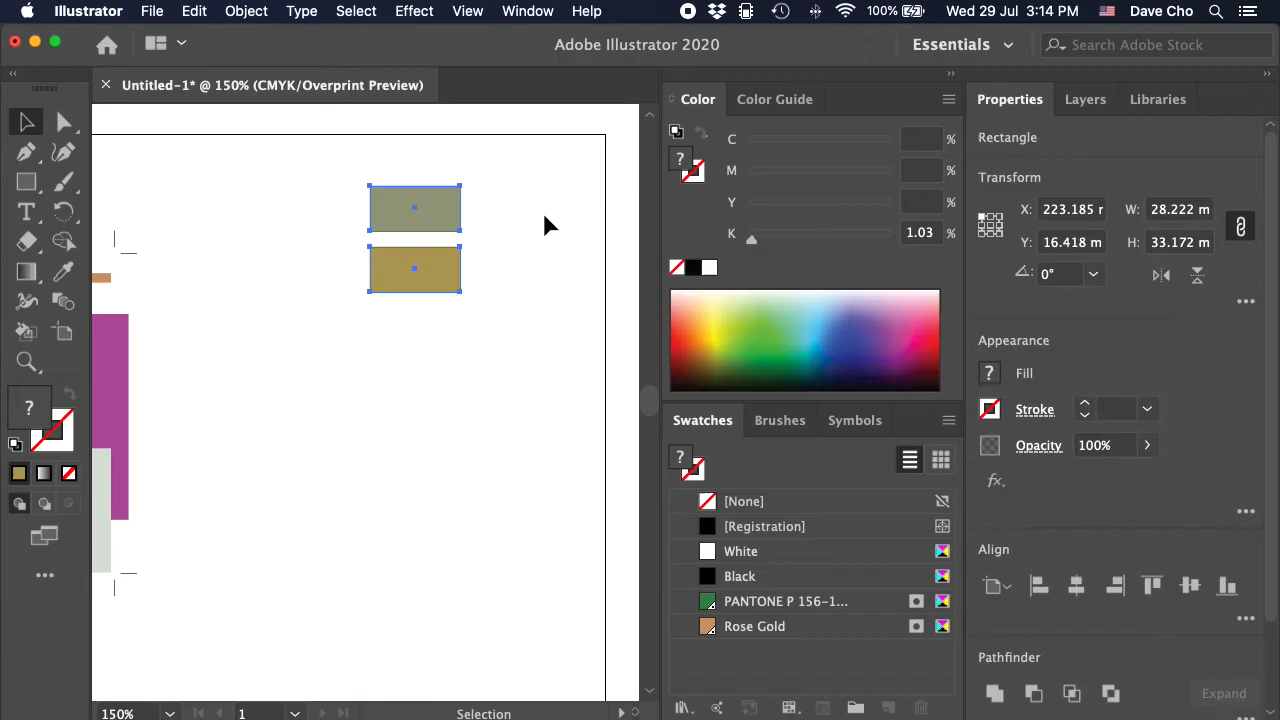 Illustrator File Edit Object Type Select Effect View Window Help 100% Wed 29 Jul 3:14 PM Dave Cho
Adobe Illustrator 2020 Essentials Search Adobe Stock
Untitled-1* @ 150% (CMYK/Overprint Preview)
Color Color Guide
Properties Layers Libraries
C %
M %
Y %
K 1.03 %
Rectangle
Transform
X: 223.185 r W: 28.222 m
Y: 16.418 m H: 33.172 m
0°
Appearance
? Fill
Stroke
Opacity 100%
fx.
Swatches Brushes Symbols
[None]
[Registration]
White
Black
PANTONE P 156-1...
Rose Gold
Align
Pathfinder
Expand
150% 1 Selection